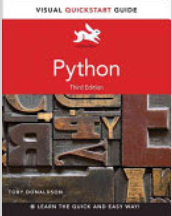 VISUAL QUICKSTART GUIDE
Python
Third Edition
TOBY DONALDSON
LEARN THE QUICK AND EASY WAY!